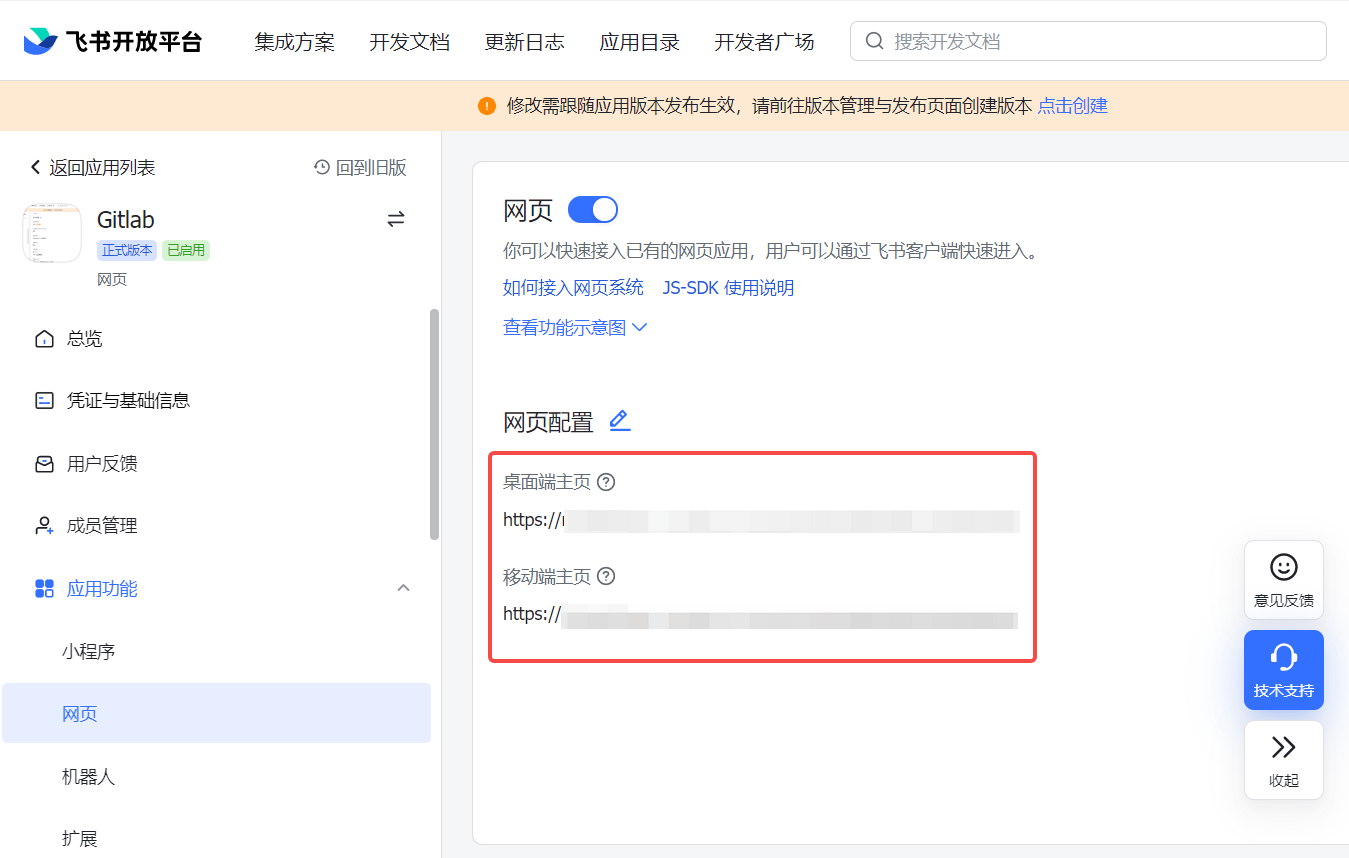 飞书开放平台 集成方案 开发文档 更新日志 应用目录 开发者广场 搜索开发文档
修改需跟随应用版本发布生效，请前往版本管理与发布页面创建版本 点击创建
返回应用列表 回到旧版
Gitlab
正式版本 已启用
网页
总览
凭证与基础信息
用户反馈
成员管理
应用功能
小程序
网页
机器人
扩展
网页
你可以快速接入已有的网页应用，用户可以通过飞书客户端快速进入。
如何接入网页系统 JS-SDK 使用说明
查看功能示意图
网页配置
桌面端主页
https://
移动端主页
https://
意见反馈
技术支持
收起